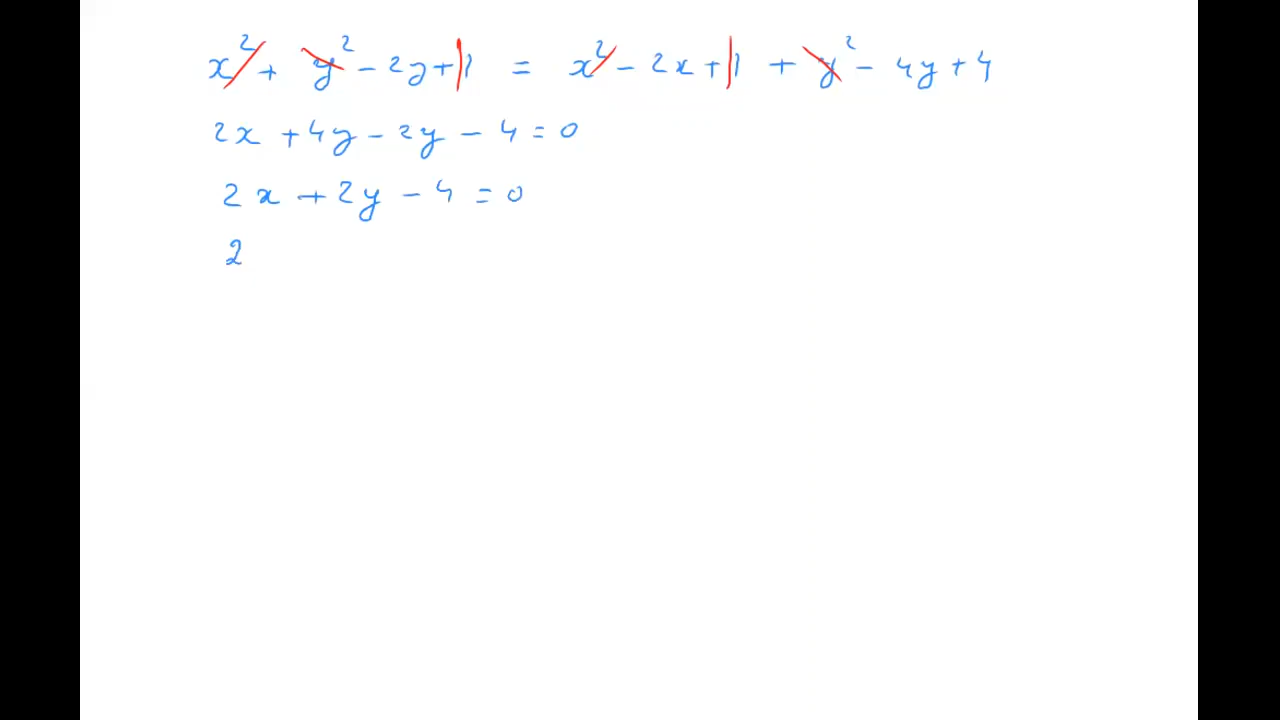 x² + y² - 2y + 1 = x² - 2x + 1 + y² - 4y + 4
2x + 4y - 2y - 4 = 0
2x + 2y - 4 = 0
2